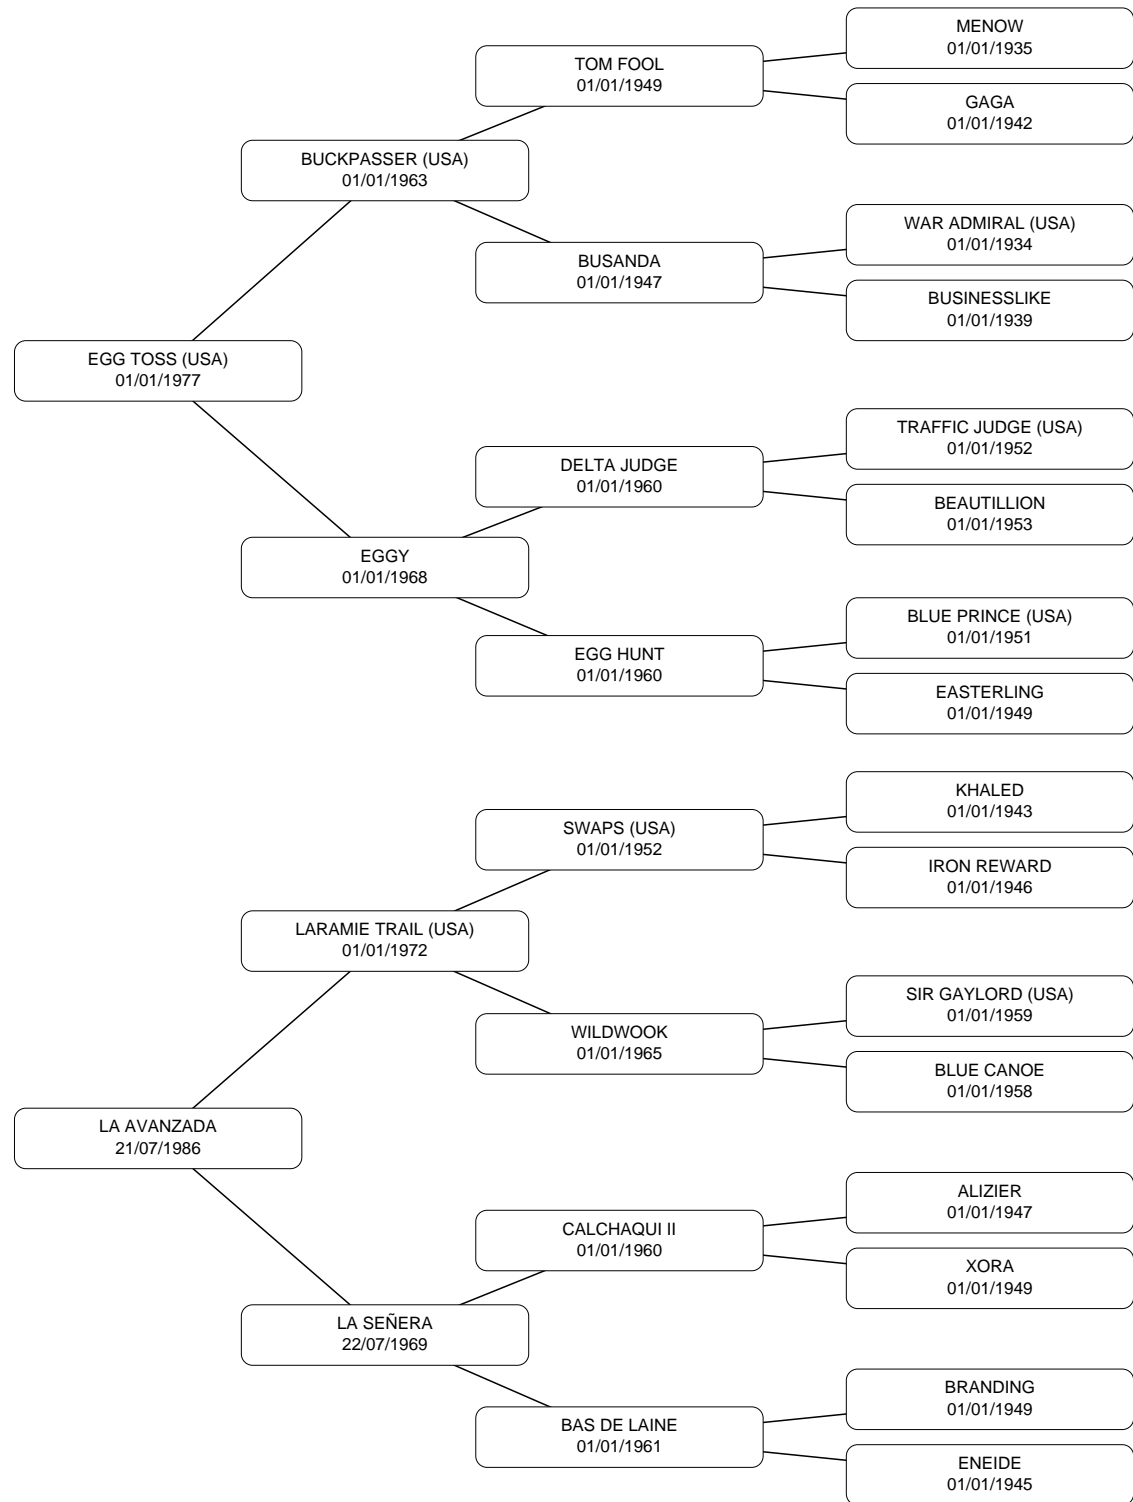 MENOW
01/01/1935
TOM FOOL
01/01/1949
GAGA
01/01/1942
BUCKPASSER (USA)
01/01/1963
WAR ADMIRAL (USA)
01/01/1934
BUSANDA
01/01/1947
BUSINESSLIKE
01/01/1939
EGG TOSS (USA)
01/01/1977
TRAFFIC JUDGE (USA)
01/01/1952
DELTA JUDGE
01/01/1960
BEAUTILLION
01/01/1953
EGGY
01/01/1968
BLUE PRINCE (USA)
01/01/1951
EGG HUNT
01/01/1960
EASTERLING
01/01/1949
KHALED
01/01/1943
SWAPS (USA)
01/01/1952
IRON REWARD
01/01/1946
LARAMIE TRAIL (USA)
01/01/1972
SIR GAYLORD (USA)
01/01/1959
WILDWOOK
01/01/1965
BLUE CANOE
01/01/1958
LA AVANZADA
21/07/1986
ALIZIER
01/01/1947
CALCHAQUI II
01/01/1960
XORA
01/01/1949
LA SEÑERA
22/07/1969
BRANDING
01/01/1949
BAS DE LAINE
01/01/1961
ENEIDE
01/01/1945